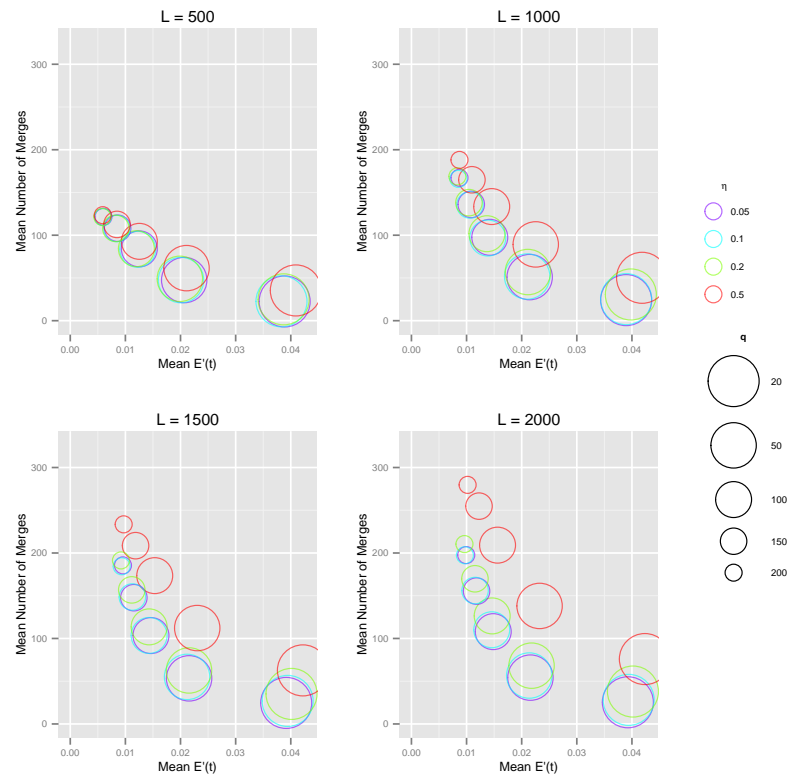 L = 500
L = 1000
300
200
100
0
Mean Number of Merges
0.00 0.01 0.02 0.03 0.04
Mean E'(t)
300
200
100
0
Mean Number of Merges
0.00 0.01 0.02 0.03 0.04
Mean E'(t)
L = 1500
L = 2000
300
200
100
0
Mean Number of Merges
0.00 0.01 0.02 0.03 0.04
Mean E'(t)
300
200
100
0
Mean Number of Merges
0.00 0.01 0.02 0.03 0.04
Mean E'(t)
η
0.05
0.1
0.2
0.5
q
20
50
100
150
200